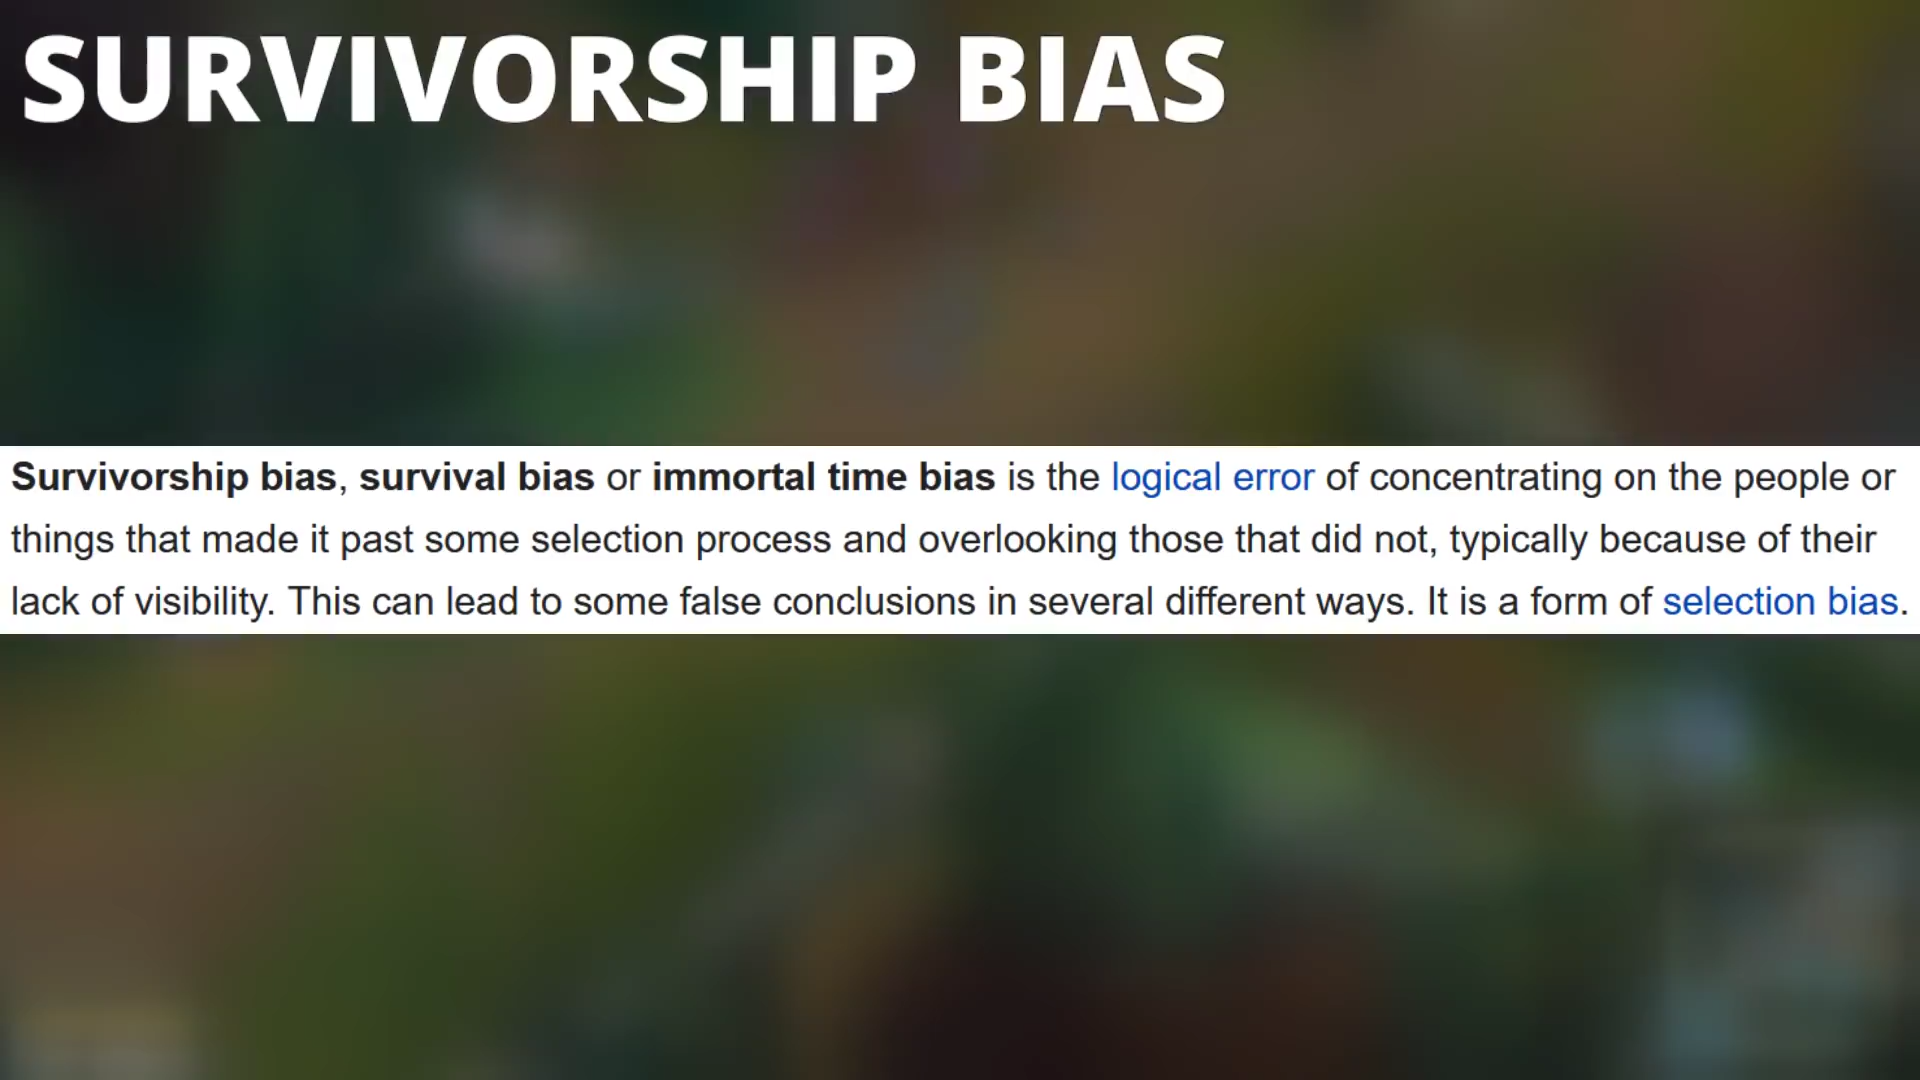 SURVIVORSHIP BIAS
Survivorship bias, survival bias or immortal time bias is the logical error of concentrating on the people or
things that made it past some selection process and overlooking those that did not, typically because of their
lack of visibility. This can lead to some false conclusions in several different ways. It is a form of selection bias.